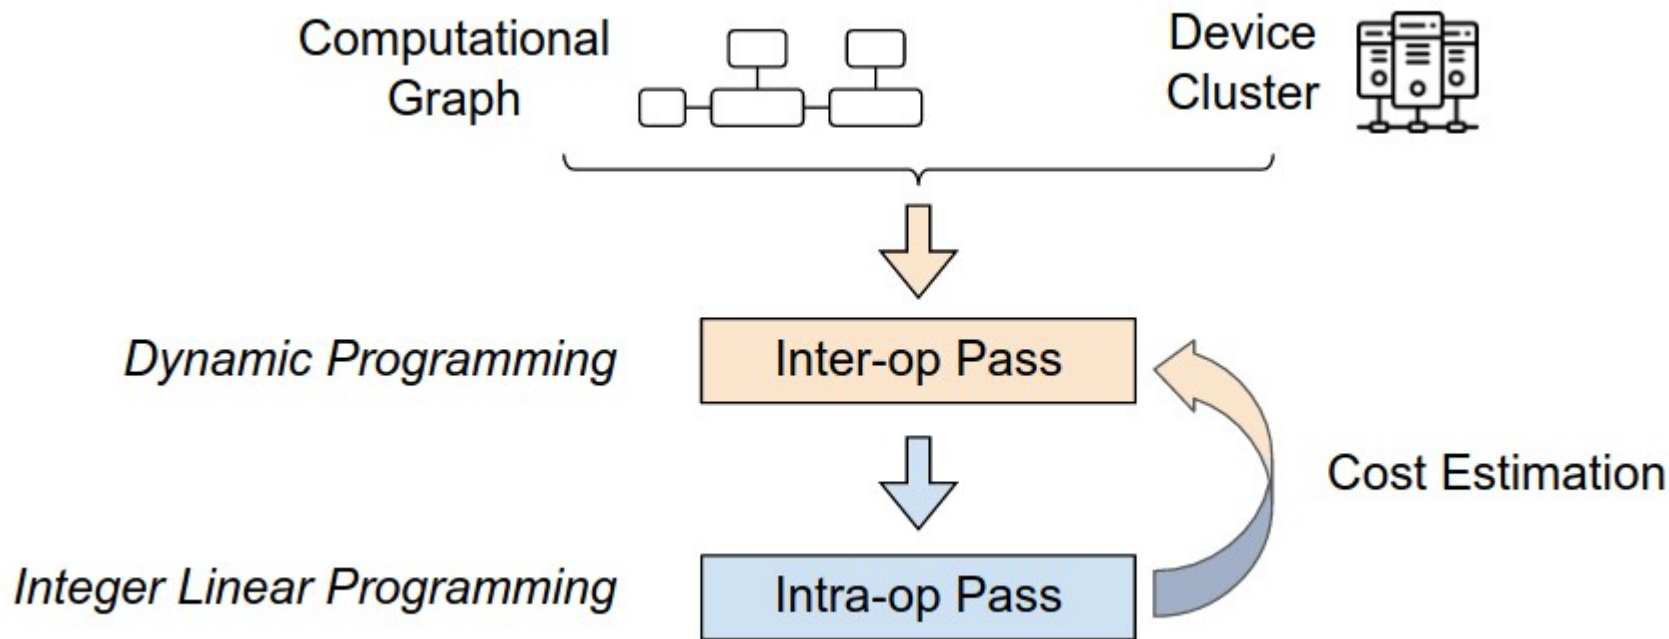 Computational
Graph
Device
Cluster
Dynamic Programming
Inter-op Pass
Cost Estimation
Integer Linear Programming
Intra-op Pass